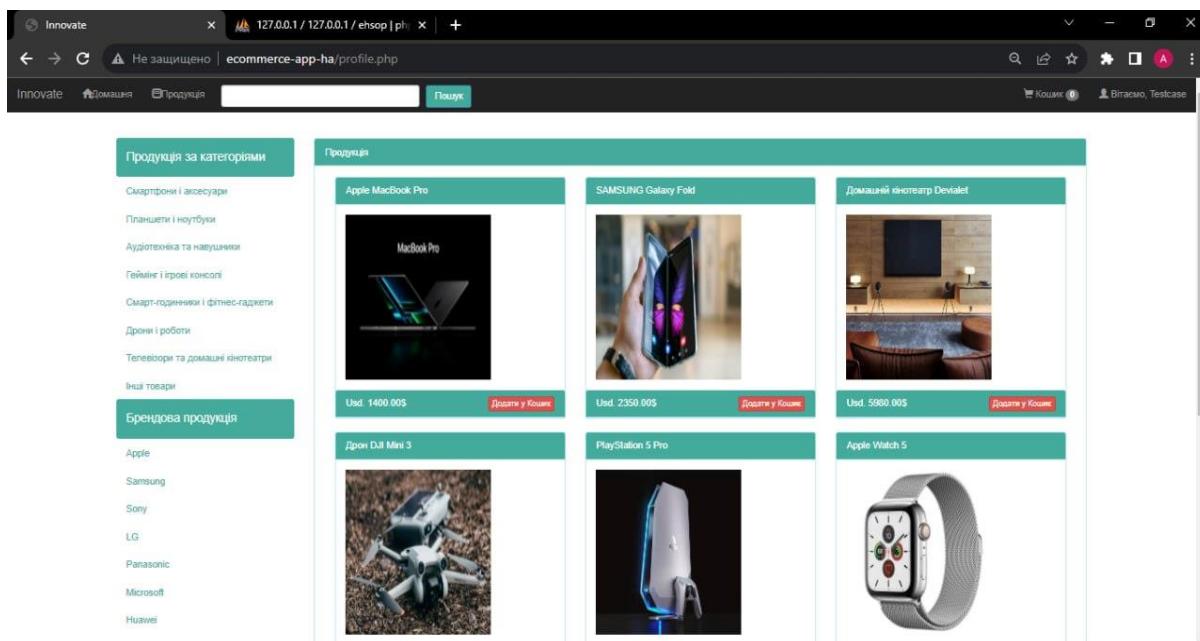 Innovate
127.0.0.1 / 127.0.0.1 / ehsop | ph
Не защищено | ecommerce-app-ha/profile.php
A
Innovate Домашня Продукція Пошук Кошик 0 Вітаємо, Testcase
Продукція за категоріями
Смартфони і аксесуари
Планшети і ноутбуки
Аудіотехніка та навушники
Геймінг і ігрові консолі
Смарт-годинники і фітнес-гаджети
Дрони і роботи
Телевізори та домашні кінотеатри
Інші товари
Брендова продукція
Apple
Samsung
Sony
LG
Panasonic
Microsoft
Huawei
Продукція
Apple MacBook Pro
MacBook Pro
Usd. 1400.00$ Додати у Кошик
SAMSUNG Galaxy Fold
Usd. 2350.00$ Додати у Кошик
Домашній кінотеатр Devialet
Usd. 5980.00$ Додати у Кошик
Дрон DJI Mini 3
PlayStation 5 Pro
Apple Watch 5